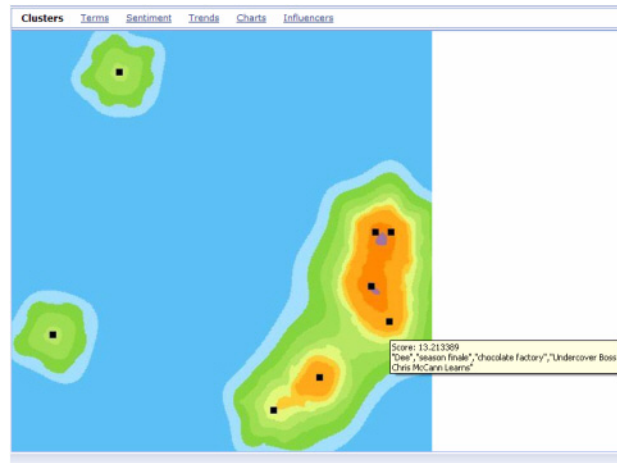 Clusters Terms Sentiment Trends Charts Influencers
Score: 13.213389
"Dee","season finale","chocolate factory","Undercover Boss
Chris McCann Learns"